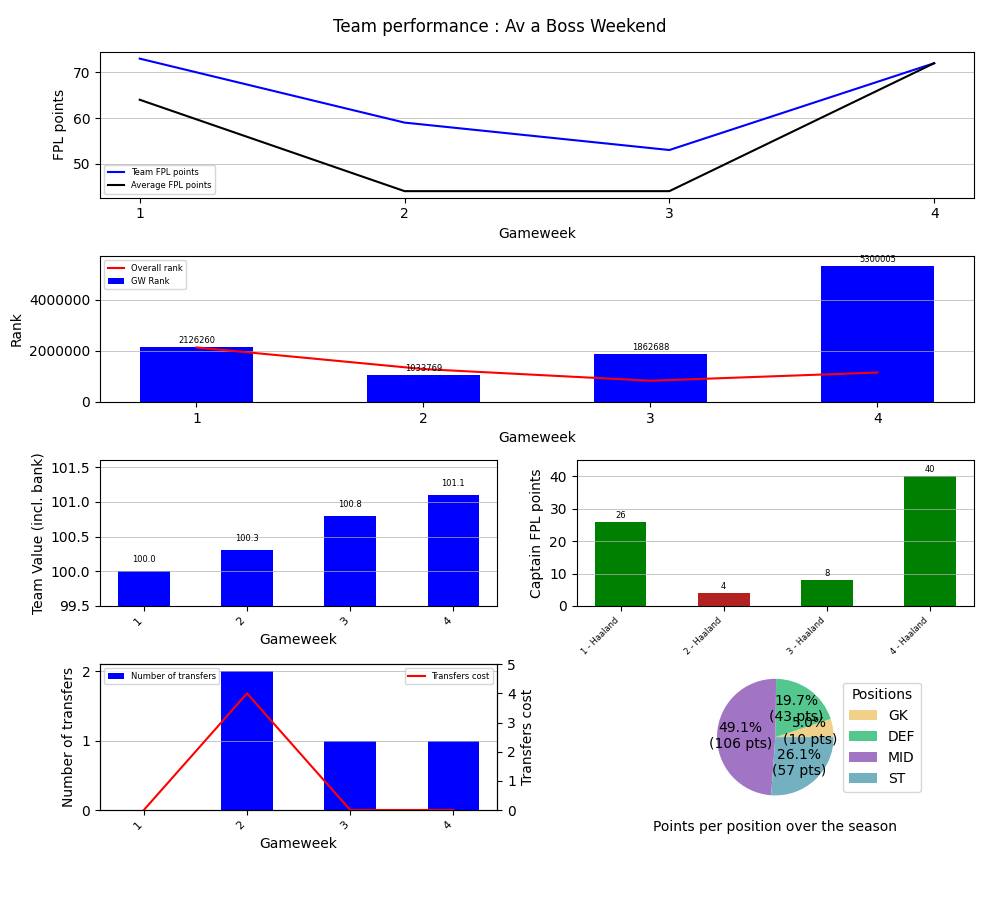 Team performance : Av a Boss Weekend
FPL points
70
60
50
Team FPL points
Average FPL points
1 2 3 4
Gameweek
Rank
4000000
2000000
0
Overall rank
GW Rank
2126260
1033769
1862688
5300005
1 2 3 4
Gameweek
Team Value (incl. bank)
101.5
101.0
100.5
100.0
99.5
100.0
100.3
100.8
101.1
1 2 3 4
Gameweek
Captain FPL points
40
30
20
10
0
26
4
8
40
1 - Haaland
2 - Haaland
3 - Haaland
4 - Haaland
Number of transfers
2
1
0
Number of transfers
Transfers cost
5
4
3
2
1
0
Transfers cost
1 2 3 4
Gameweek
19.7%
(43 pts)
5.0%
(10 pts)
49.1%
(106 pts)
26.1%
(57 pts)
Positions
GK
DEF
MID
ST
Points per position over the season